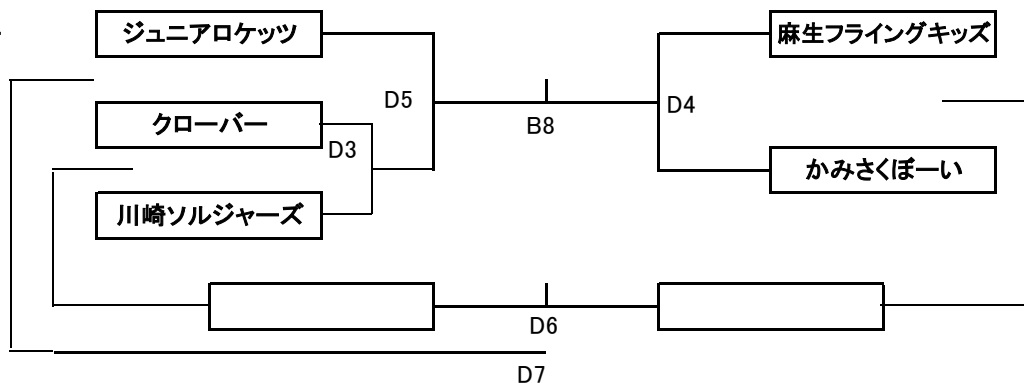 ジュニアロケッツ
麻生フライングキッズ
D5
D4
クローバー
B8
D3
かみさくぼーい
川崎ソルジャーズ
D6
D7